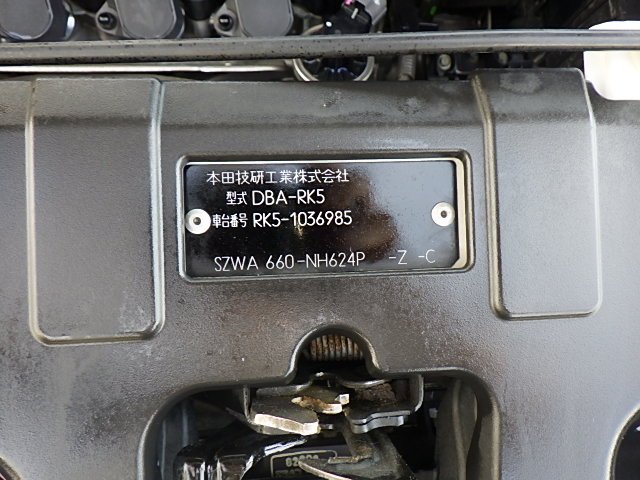 本田技研工業株式会社
型式 DBA-RK5
車台番号 RK5-1036985
SZWA 660-NH624P -Z -C